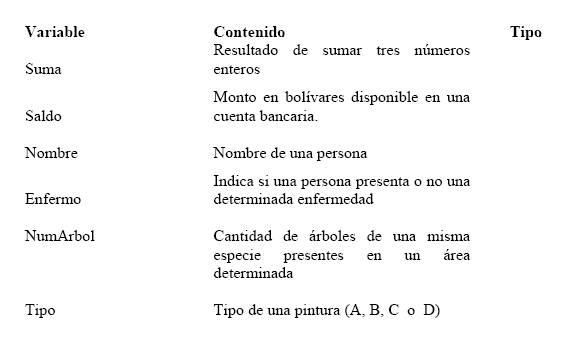 Variable Contenido Tipo
Resultado de sumar tres números
Suma enteros
Monto en bolívares disponible en una
Saldo cuenta bancaria.
Nombre Nombre de una persona
Indica si una persona presenta o no una
Enfermo determinada enfermedad
NumArbol Cantidad de árboles de una misma
especie presentes en un área
determinada
Tipo Tipo de una pintura (A, B, C o D)